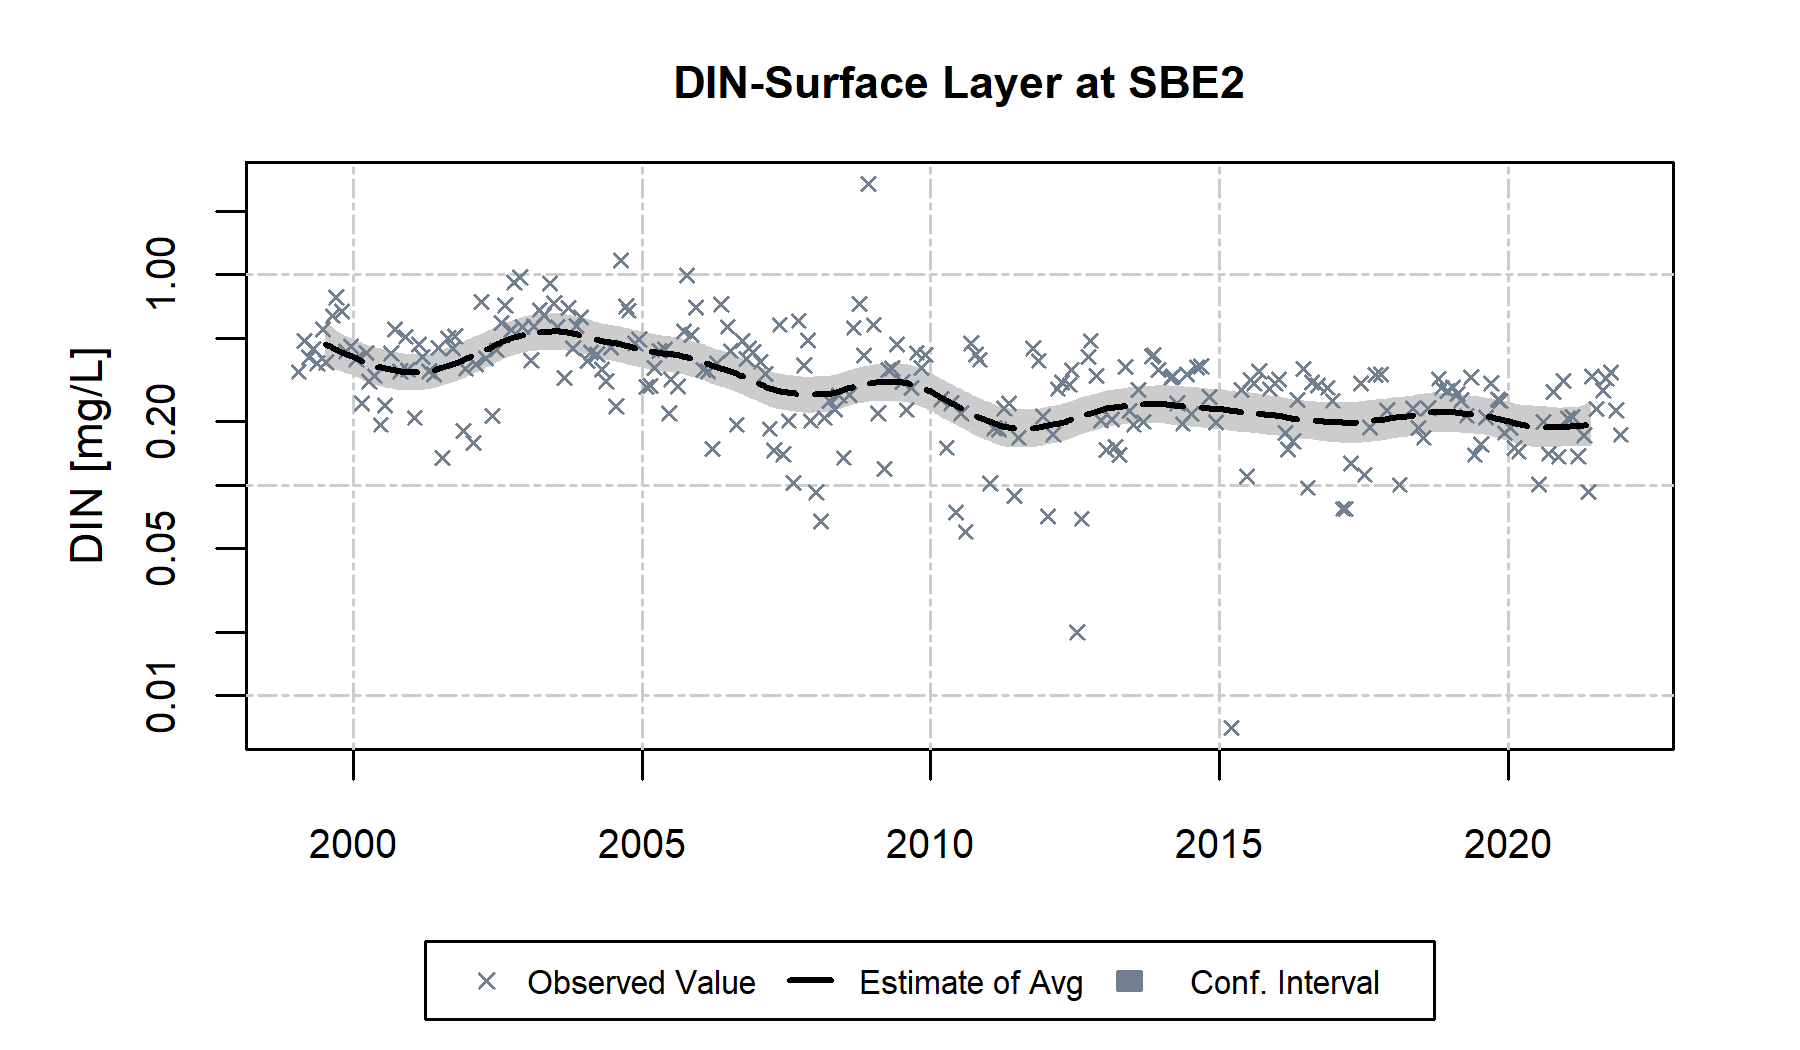 DIN-Surface Layer at SBE2
DIN [mg/L]
1.00
0.20
0.05
0.01
2000 2005 2010 2015 2020
Observed Value Estimate of Avg Conf. Interval